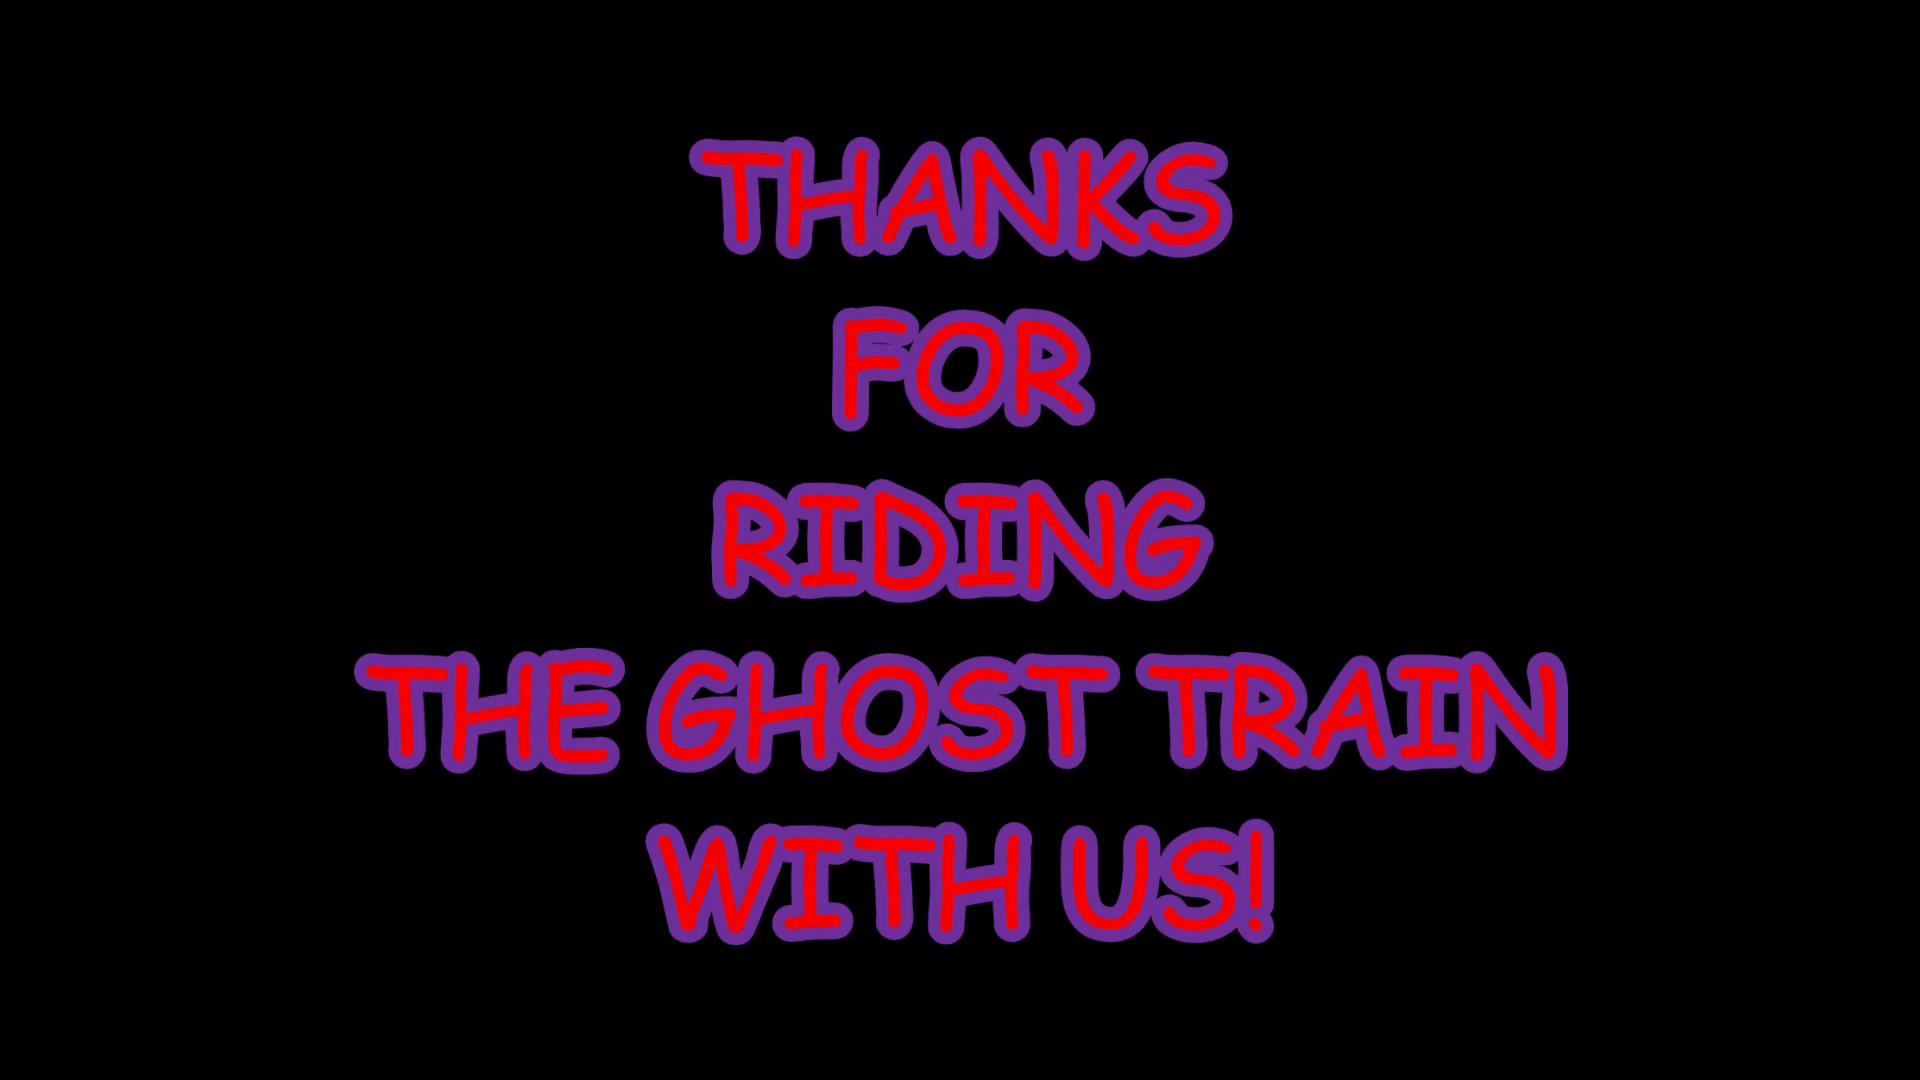 THANKS
FOR
RIDING
THE GHOST TRAIN
WITH US!